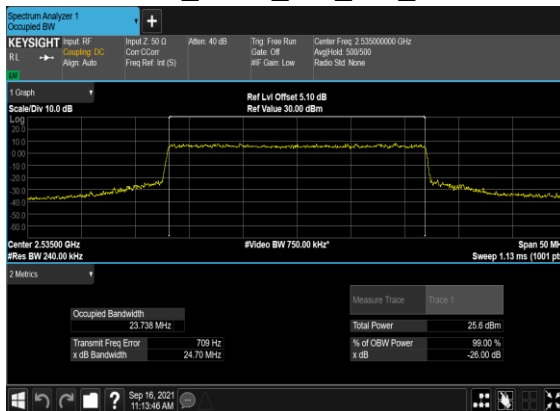 Spectrum Analyzer 1
Occupied BW
KEYSIGHT
RL
Input: RF
Coupling: DC
Align: Auto
Input Z: 50 Ω
Corr CCorr
Freq Ref: Int (S)
Atten: 40 dB
Trig: Free Run
Gate: Off
#IF Gain: Low
Center Freq: 2.535000000 GHz
Avg|Hold: 500/500
Radio Std: None
1 Graph
Scale/Div 10.0 dB
Ref Lvl Offset 5.10 dB
Ref Value 30.00 dBm
Log
20.0
10.0
0.00
-10.0
-20.0
-30.0
-40.0
-50.0
-60.0
Center 2.53500 GHz
#Res BW 240.00 kHz
#Video BW 750.00 kHz*
Span 50 MH
Sweep 1.13 ms (1001 pt
2 Metrics
Occupied Bandwidth
23.738 MHz
Transmit Freq Error 709 Hz
x dB Bandwidth 24.70 MHz
Measure Trace Trace 1
Total Power 25.6 dBm
% of OBW Power 99.00 %
x dB -26.00 dB
Sep 16, 2021
11:13:46 AM